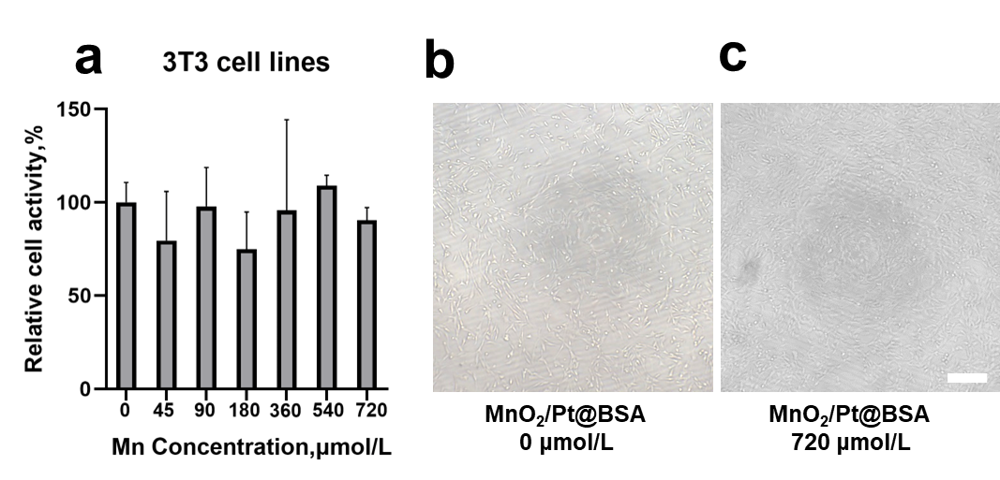 a
3T3 cell lines
Relative cell activity,%
150
100
50
0
0 45 90 180 360 540 720
Mn Concentration,μmol/L
b
MnO₂/Pt@BSA
0 μmol/L
c
MnO₂/Pt@BSA
720 μmol/L